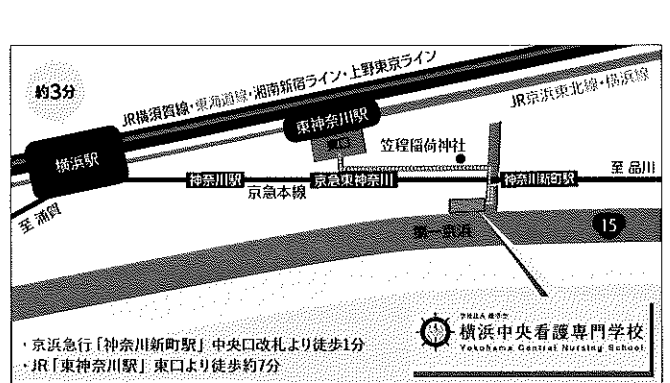 約3分
JR横須賀線・東海道線・湘南新宿ライン・上野東京ライン
JR京浜東北線・横浜線
東神奈川駅
横浜駅
笠䅣稲荷神社
至 品川
神奈川駅
京急東神奈川
神奈川新町駅
京急本線
至 浦賀
第一京浜
15
横浜中央看護専門学校
Yokohama Central Nursing School
・京浜急行「神奈川新町駅」中央口改札より徒歩1分
・JR「東神奈川駅」東口より徒歩約7分